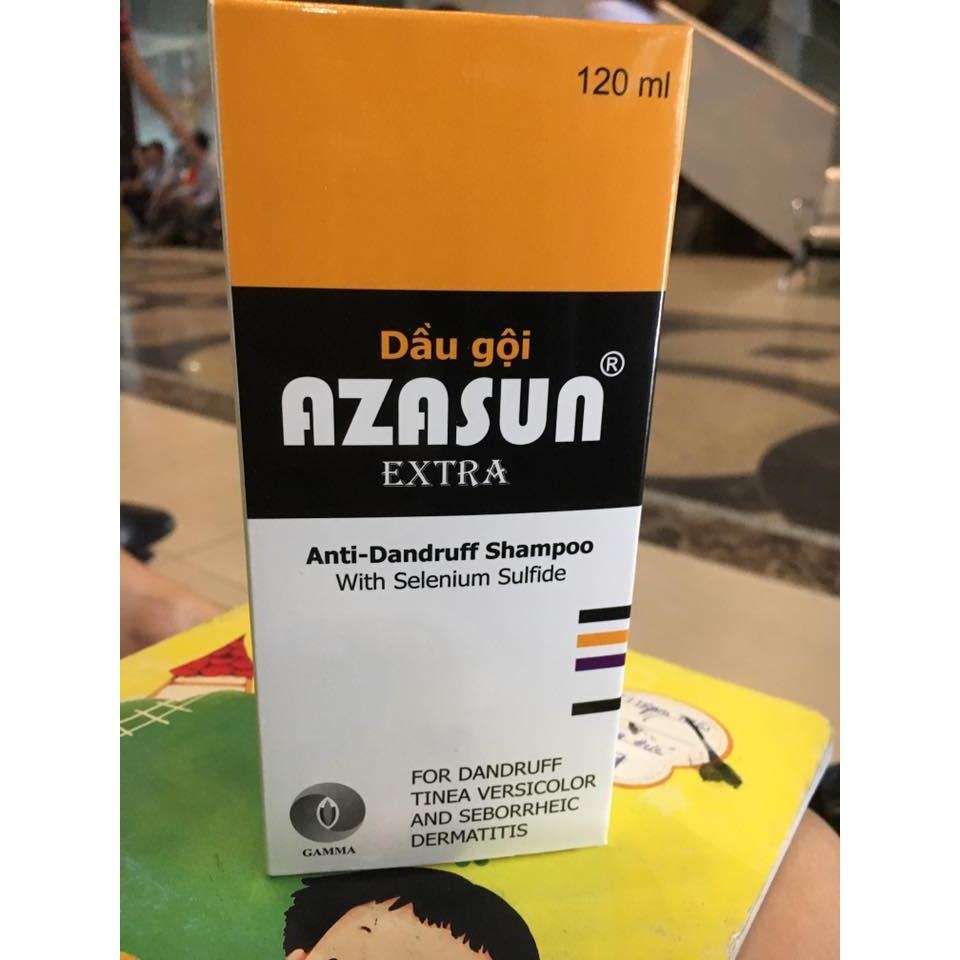 120 ml
Dầu gội
AZASUN®
EXTRA
Anti-Dandruff Shampoo
With Selenium Sulfide
FOR DANDRUFF
TINEA VERSICOLOR
AND SEBORRHEIC
DERMATITIS
GAMMA